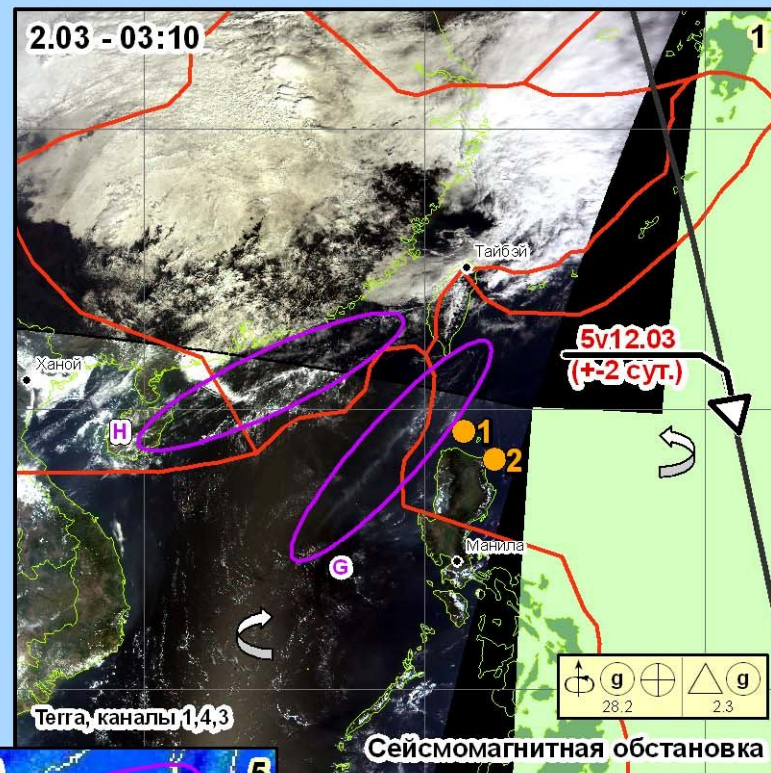 2.03 - 03:10
1
Тайбэй
5v12.03
(+-2 сут.)
Ханой
H
1
2
Манила
G
g
g
28.2
2.3
Terra, каналы 1,4,3
Сейсмомагнитная обстановка
5